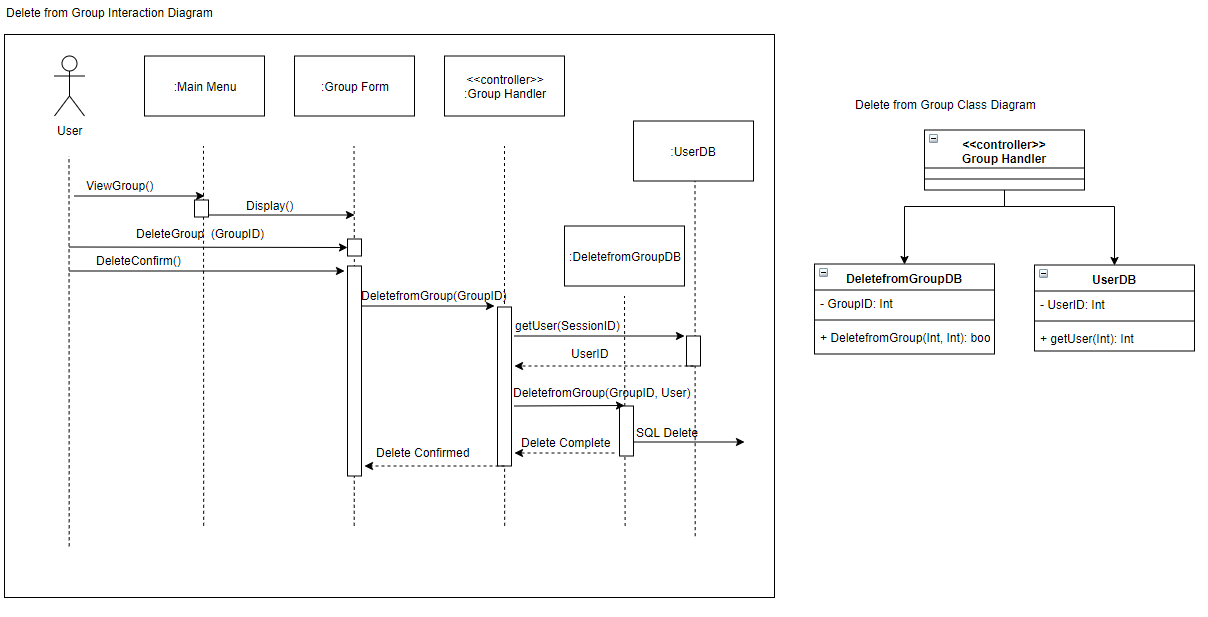 Delete from Group Interaction Diagram
:Main Menu
:Group Form
<<controller>>
:Group Handler
User
:UserDB
ViewGroup()
Display()
DeleteGroup (GroupID)
DeleteConfirm()
:DeletefromGroupDB
DeletefromGroup(GroupID)
getUser(SessionID)
UserID
DeletefromGroup(GroupID, User)
SQL Delete
Delete Complete
Delete Confirmed
Delete from Group Class Diagram
<<controller>>
Group Handler
DeletefromGroupDB
- GroupID: Int
+ DeletefromGroup(Int, Int): boo
UserDB
- UserID: Int
+ getUser(Int): Int